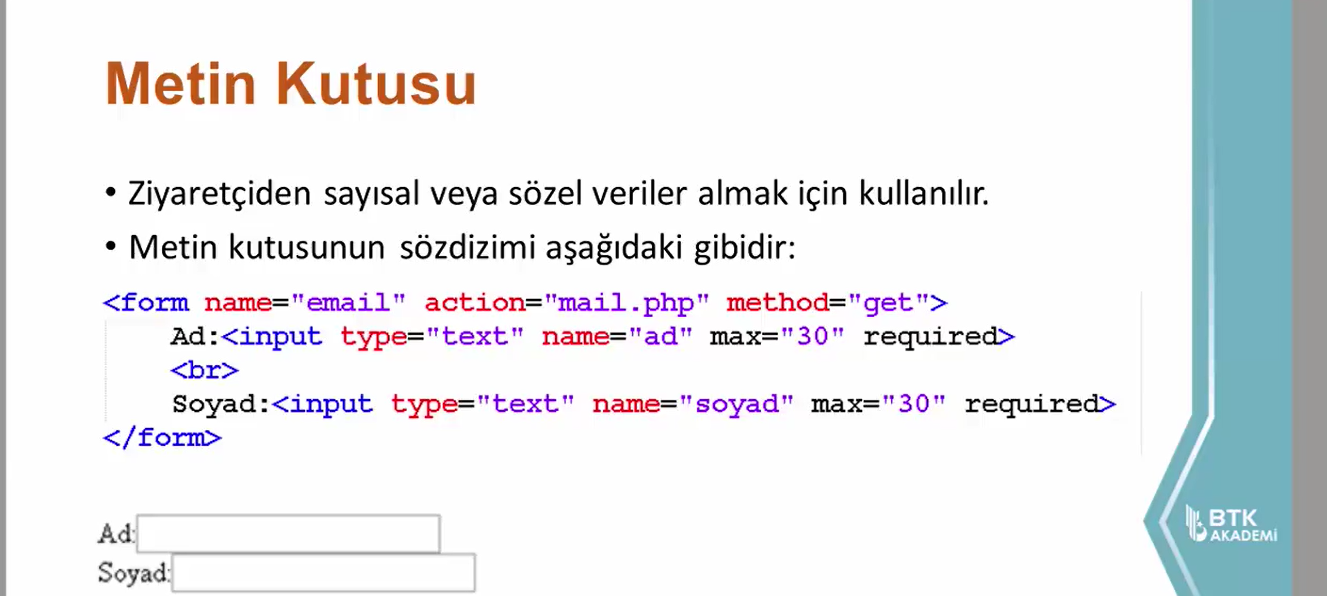 Metin Kutusu
• Ziyaretçiden sayısal veya sözel veriler almak için kullanılır.
• Metin kutusunun sözdizimi aşağıdaki gibidir:
<form name="email" action="mail.php" method="get">
Ad:<input type="text" name="ad" max="30" required>
<br>
Soyad:<input type="text" name="soyad" max="30" required>
</form>
Ad:
Soyad:
BTK
AKADEMİ